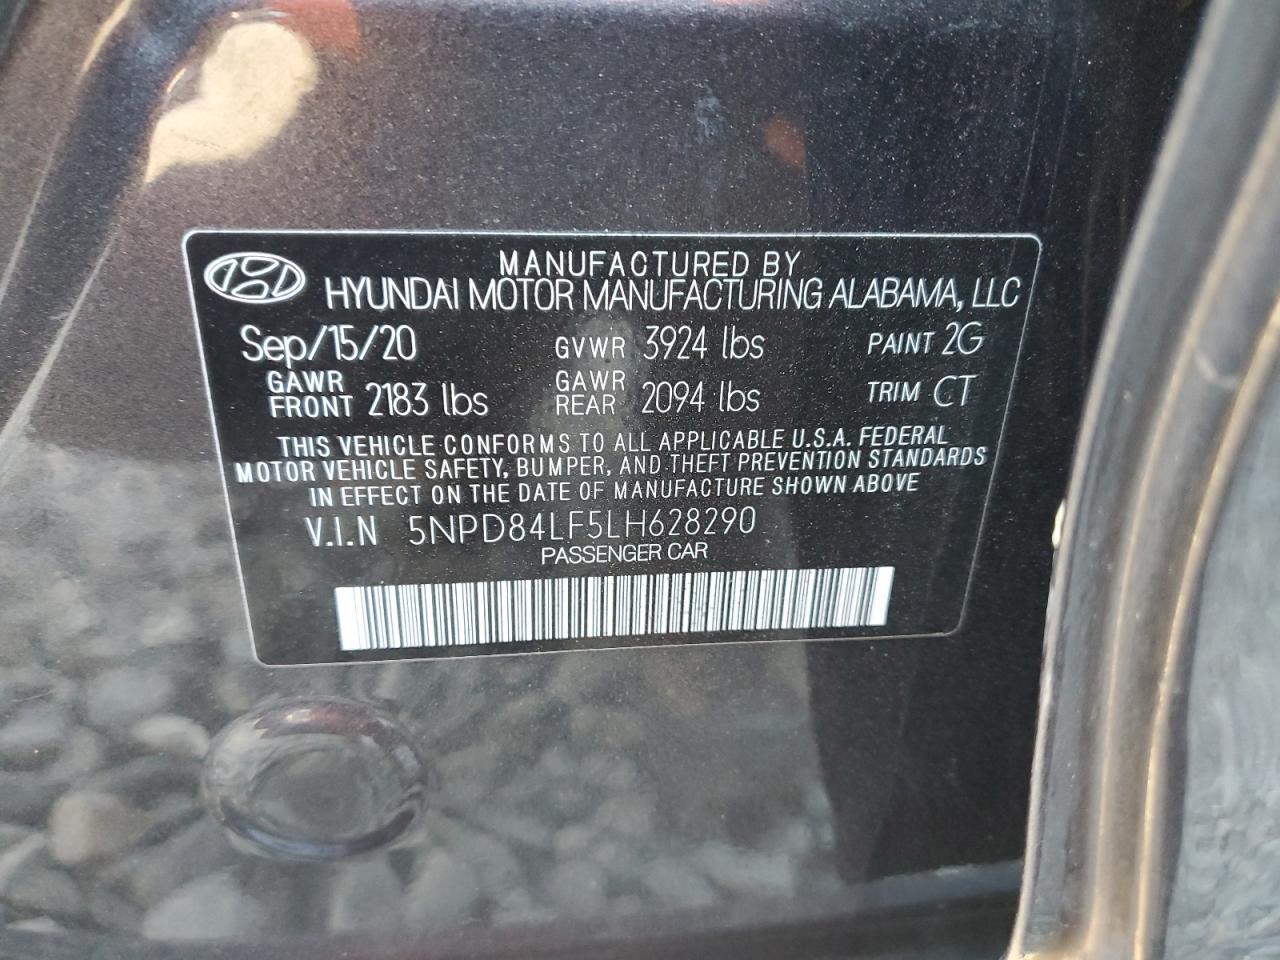 MANUFACTURED BY
HYUNDAI MOTOR MANUFACTURING ALABAMA, LLC
Sep/15/20 GVWR 3924 lbs PAINT 2G
GAWR FRONT 2183 lbs GAWR REAR 2094 lbs TRIM CT
THIS VEHICLE CONFORMS TO ALL APPLICABLE U.S.A. FEDERAL
MOTOR VEHICLE SAFETY, BUMPER, AND THEFT PREVENTION STANDARDS
IN EFFECT ON THE DATE OF MANUFACTURE SHOWN ABOVE
V.I.N 5NPD84LF5LH628290
PASSENGER CAR